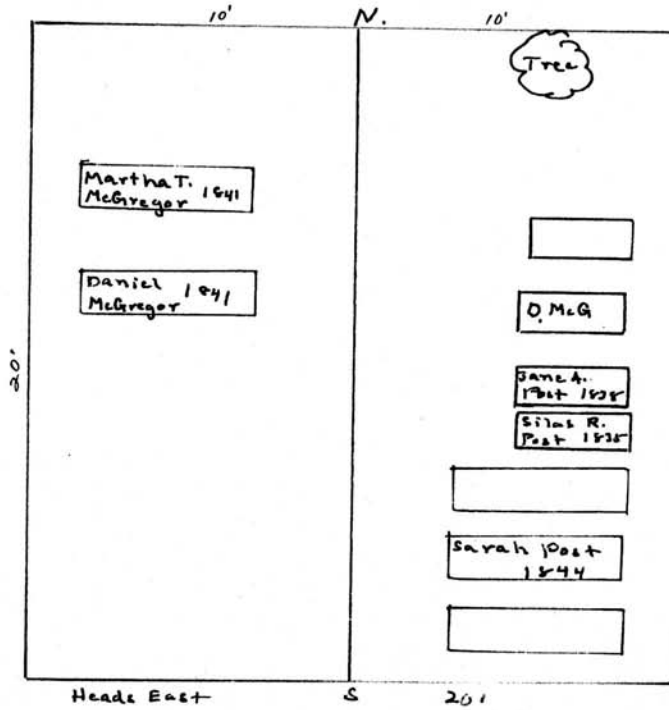 10' N. 10'
Tree
Martha T.
McGregor 1841
Daniel
McGregor 1841
D. McG
Jane A.
Post 1838
Silas R.
Post 1838
Sarah Post
1844
20'
Heads East S 20'